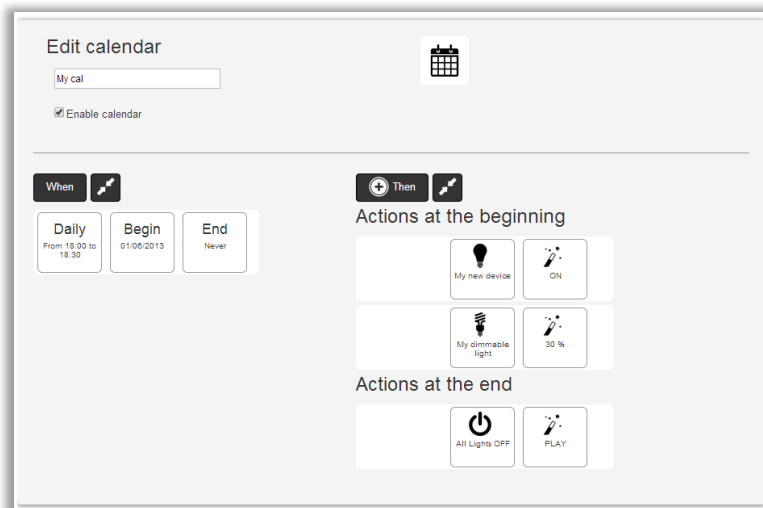 Edit calendar
My cal
Enable calendar
When
Daily
From 18:00 to
18:30
Begin
01/06/2013
End
Never
Then
Actions at the beginning
My new device
ON
My dimmable
light
30 %
Actions at the end
All Lights OFF
PLAY